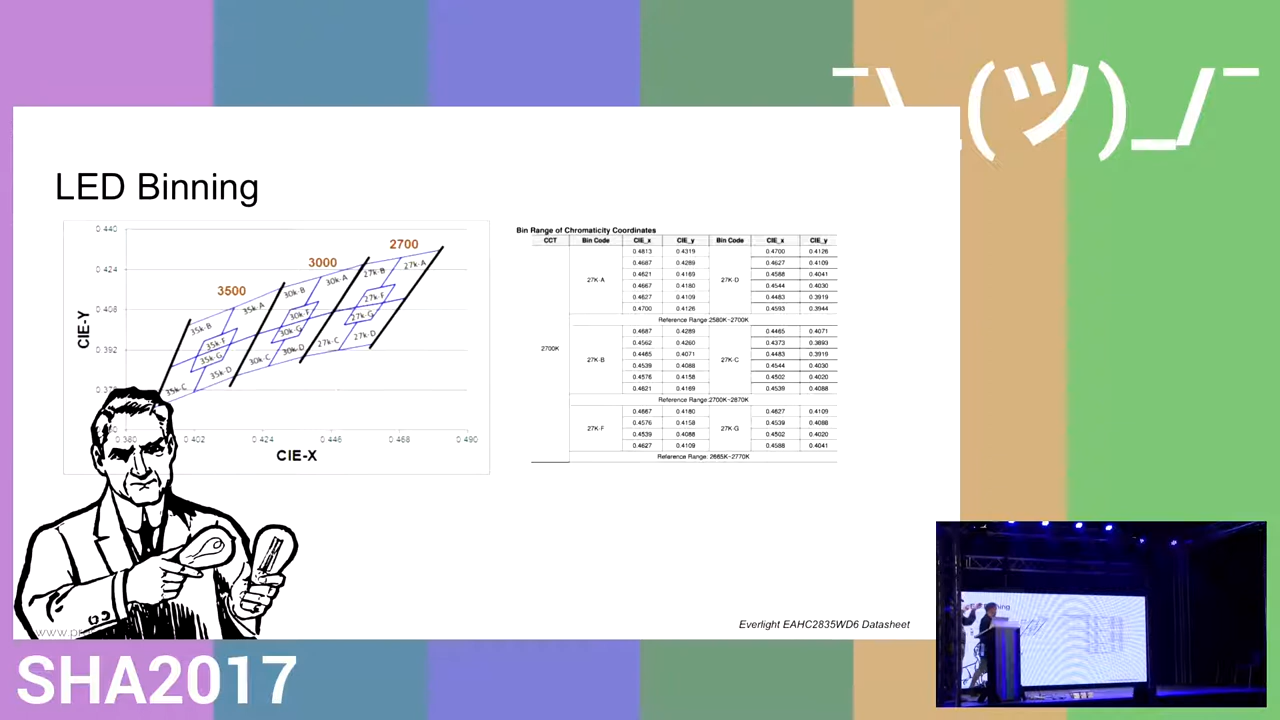 ¯\_(ツ)_/¯
LED Binning
0.440
0.424
0.408
0.392
CIE-Y
3500
3000
2700
35k-B
35k-A
35k-F
35k-G
35k-C
35k-D
30k-B
30k-A
30k-F
30k-G
30k-C
30k-D
27k-B
27k-A
27k-F
27k-G
27k-C
27k-D
0.380 0.402 0.424 0.446 0.468 0.490
CIE-X
Bin Range of Chromaticity Coordinates
CCT Bin Code CIE_x CIE_y Bin Code CIE_x CIE_y
2700K
27K-A 0.4813 0.4319 27K-D 0.4700 0.4126
0.4687 0.4289 0.4627 0.4109
0.4621 0.4169 0.4588 0.4041
0.4667 0.4180 0.4544 0.4030
0.4627 0.4109 0.4483 0.3919
0.4700 0.4126 0.4593 0.3944
Reference Range:2580K~2700K
27K-B 0.4687 0.4289 27K-C 0.4465 0.4071
0.4562 0.4260 0.4373 0.3893
0.4465 0.4071 0.4483 0.3919
0.4539 0.4088 0.4544 0.4030
0.4576 0.4158 0.4502 0.4020
0.4621 0.4169 0.4539 0.4088
Reference Range:2700K~2870K
27K-F 0.4667 0.4180 27K-G 0.4627 0.4109
0.4576 0.4158 0.4539 0.4088
0.4539 0.4088 0.4502 0.4020
0.4627 0.4109 0.4588 0.4041
Reference Range: 2665K~2770K
Everlight EAHC2835WD6 Datasheet
SHA2017